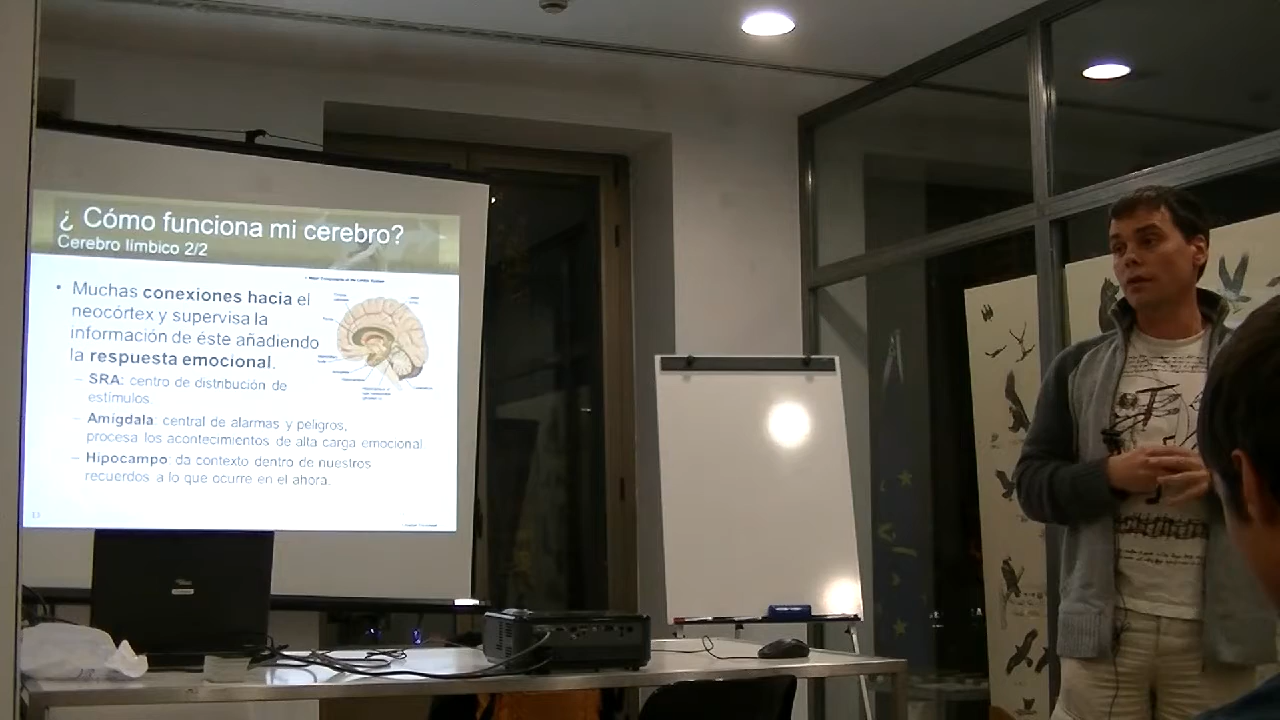 ¿ Cómo funciona mi cerebro?
Cerebro límbico 2/2
• Muchas conexiones hacia el
neocórtex y supervisa la
información de éste añadiendo
la respuesta emocional.
– SRA: centro de distribución de
estímulos.
– Amígdala: central de alarmas y peligros,
procesa los acontecimientos de alta carga emocional
– Hipocampo: da contexto dentro de nuestros
recuerdos a lo que ocurre en el ahora.
13